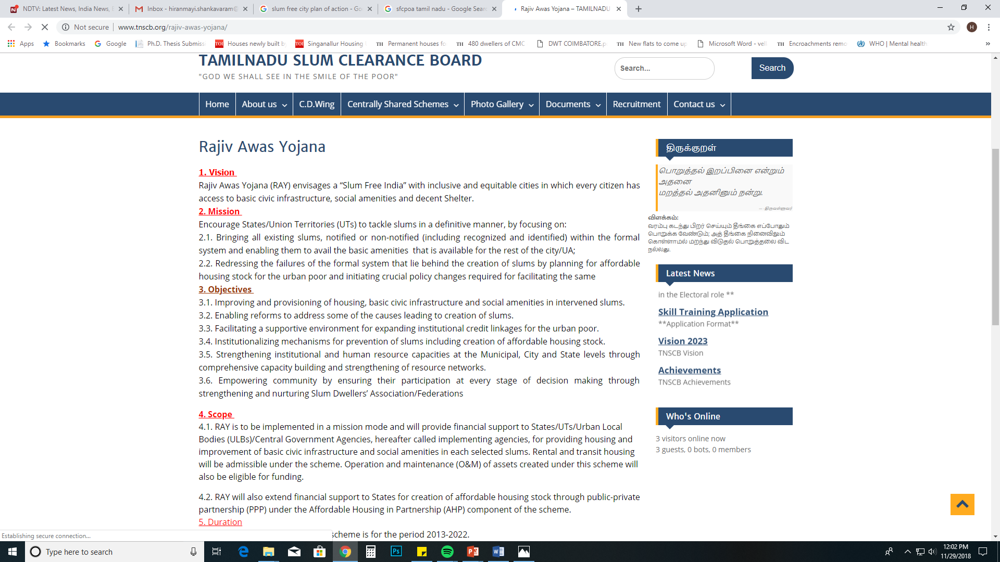 NDTV: Latest News, India News, B
Inbox - hiranmayi.shankavaram@
slum free city plan of action - Go
sfcpoa tamil nadu - Google Searc
Rajiv Awas Yojana – TAMILNADU
Not secure | www.tnscb.org/rajiv-awas-yojana/
H
Apps
Bookmarks
Google
Ph.D. Thesis Submiss
TOI Houses newly built b
TOI Singanallur Housing
TH Permanent houses fo
TH 480 dwellers of CMC
DWT COIMBATORE.p
TH New flats to come up
Microsoft Word - vell
TH Encroachments remo
WHO | Mental health
»
TAMILNADU SLUM CLEARANCE BOARD
"GOD WE SHALL SEE IN THE SMILE OF THE POOR"
Search...
Search
Home
About us
C.D.Wing
Centrally Shared Schemes
Photo Gallery
Documents
Recruitment
Contact us
Rajiv Awas Yojana
1. Vision
Rajiv Awas Yojana (RAY) envisages a “Slum Free India” with inclusive and equitable cities in which every citizen has
access to basic civic infrastructure, social amenities and decent Shelter.
2. Mission
Encourage States/Union Territories (UTs) to tackle slums in a definitive manner, by focusing on:
2.1. Bringing all existing slums, notified or non-notified (including recognized and identified) within the formal
system and enabling them to avail the basic amenities  that is available for the rest of the city/UA;
2.2. Redressing the failures of the formal system that lie behind the creation of slums by planning for affordable
housing stock for the urban poor and initiating crucial policy changes required for facilitating the same
3. Objectives
3.1. Improving and provisioning of housing, basic civic infrastructure and social amenities in intervened slums.
3.2. Enabling reforms to address some of the causes leading to creation of slums.
3.3. Facilitating a supportive environment for expanding institutional credit linkages for the urban poor.
3.4. Institutionalizing mechanisms for prevention of slums including creation of affordable housing stock.
3.5. Strengthening institutional and human resource capacities at the Municipal, City and State levels through
comprehensive capacity building and strengthening of resource networks.
3.6. Empowering community by ensuring their participation at every stage of decision making through
strengthening and nurturing Slum Dwellers’ Association/Federations
4. Scope
4.1. RAY is to be implemented in a mission mode and will provide financial support to States/UTs/Urban Local
Bodies (ULBs)/Central Government Agencies, hereafter called implementing agencies, for providing housing and
improvement of basic civic infrastructure and social amenities in each selected slums. Rental and transit housing
will be admissible under the scheme. Operation and maintenance (O&M) of assets created under this scheme will
also be eligible for funding.
4.2. RAY will also extend financial support to States for creation of affordable housing stock through public-private
partnership (PPP) under the Affordable Housing in Partnership (AHP) component of the scheme.
5. Duration
scheme is for the period 2013-2022.
திருக்குறள்
பொறுத்தல் இறப்பினை என்றும்
அதனை
மறத்தல் அதனினும் நன்று.
— -திருவள்ளுவர்
விளக்கம்:
வரம்பு கடந்து பிறர் செய்யும் தீங்கை எப்போதும்
பொறுக்க வேண்டும்; அத் தீங்கை நினைவிலும்
கொள்ளாமல் மறந்து விடுதல் பொறுத்தலை விட
நல்லது.
Latest News
in the Electoral role **
Skill Training Application
**Application Format**
Vision 2023
TNSCB Vision
Achievements
TNSCB Achievements
Who's Online
3 visitors online now
3 guests, 0 bots, 0 members
Establishing secure connection...
Type here to search
12:02 PM
11/29/2018